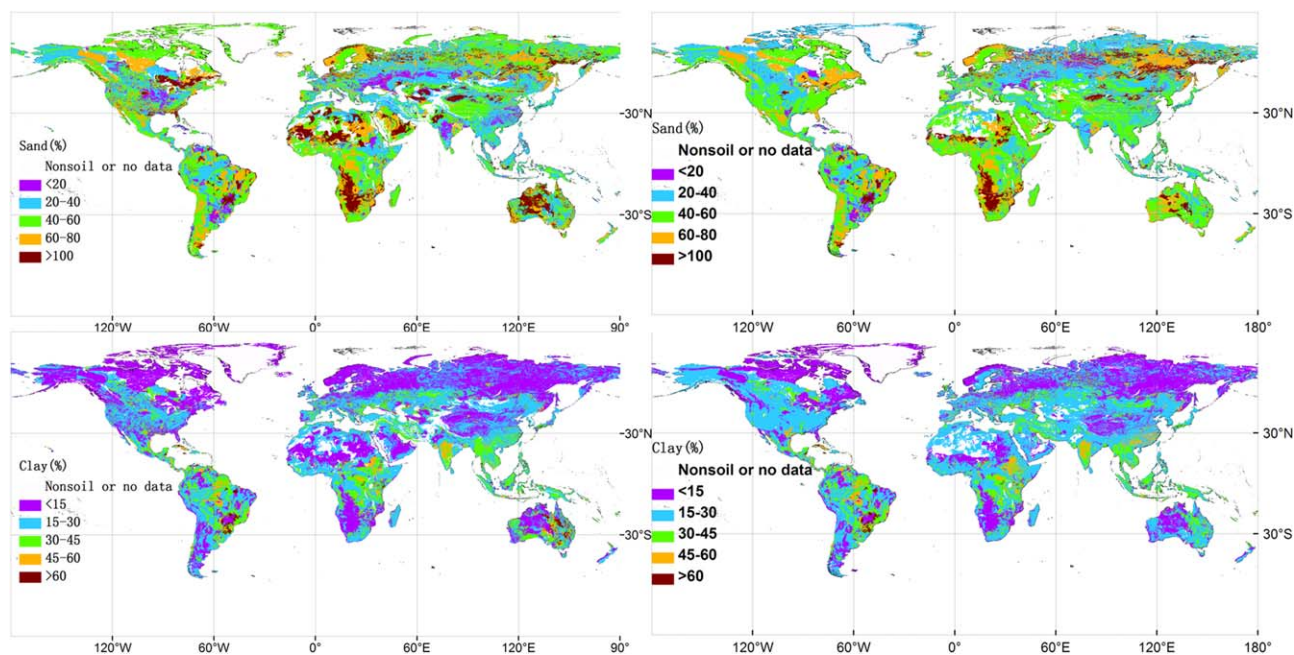 30°N
30°S
Sand(%)
Nonsoil or no data
<20
20-40
40-60
60-80
>100
120°W 60°W 0° 60°E 120°E 90°
30°N
30°S
Sand(%)
Nonsoil or no data
<20
20-40
40-60
60-80
>100
120°W 60°W 0° 60°E 120°E 180°
30°N
30°S
Clay(%)
Nonsoil or no data
<15
15-30
30-45
45-60
>60
120°W 60°W 0° 60°E 120°E 90°
30°N
30°S
Clay(%)
Nonsoil or no data
<15
15-30
30-45
45-60
>60
120°W 60°W 0° 60°E 120°E 180°